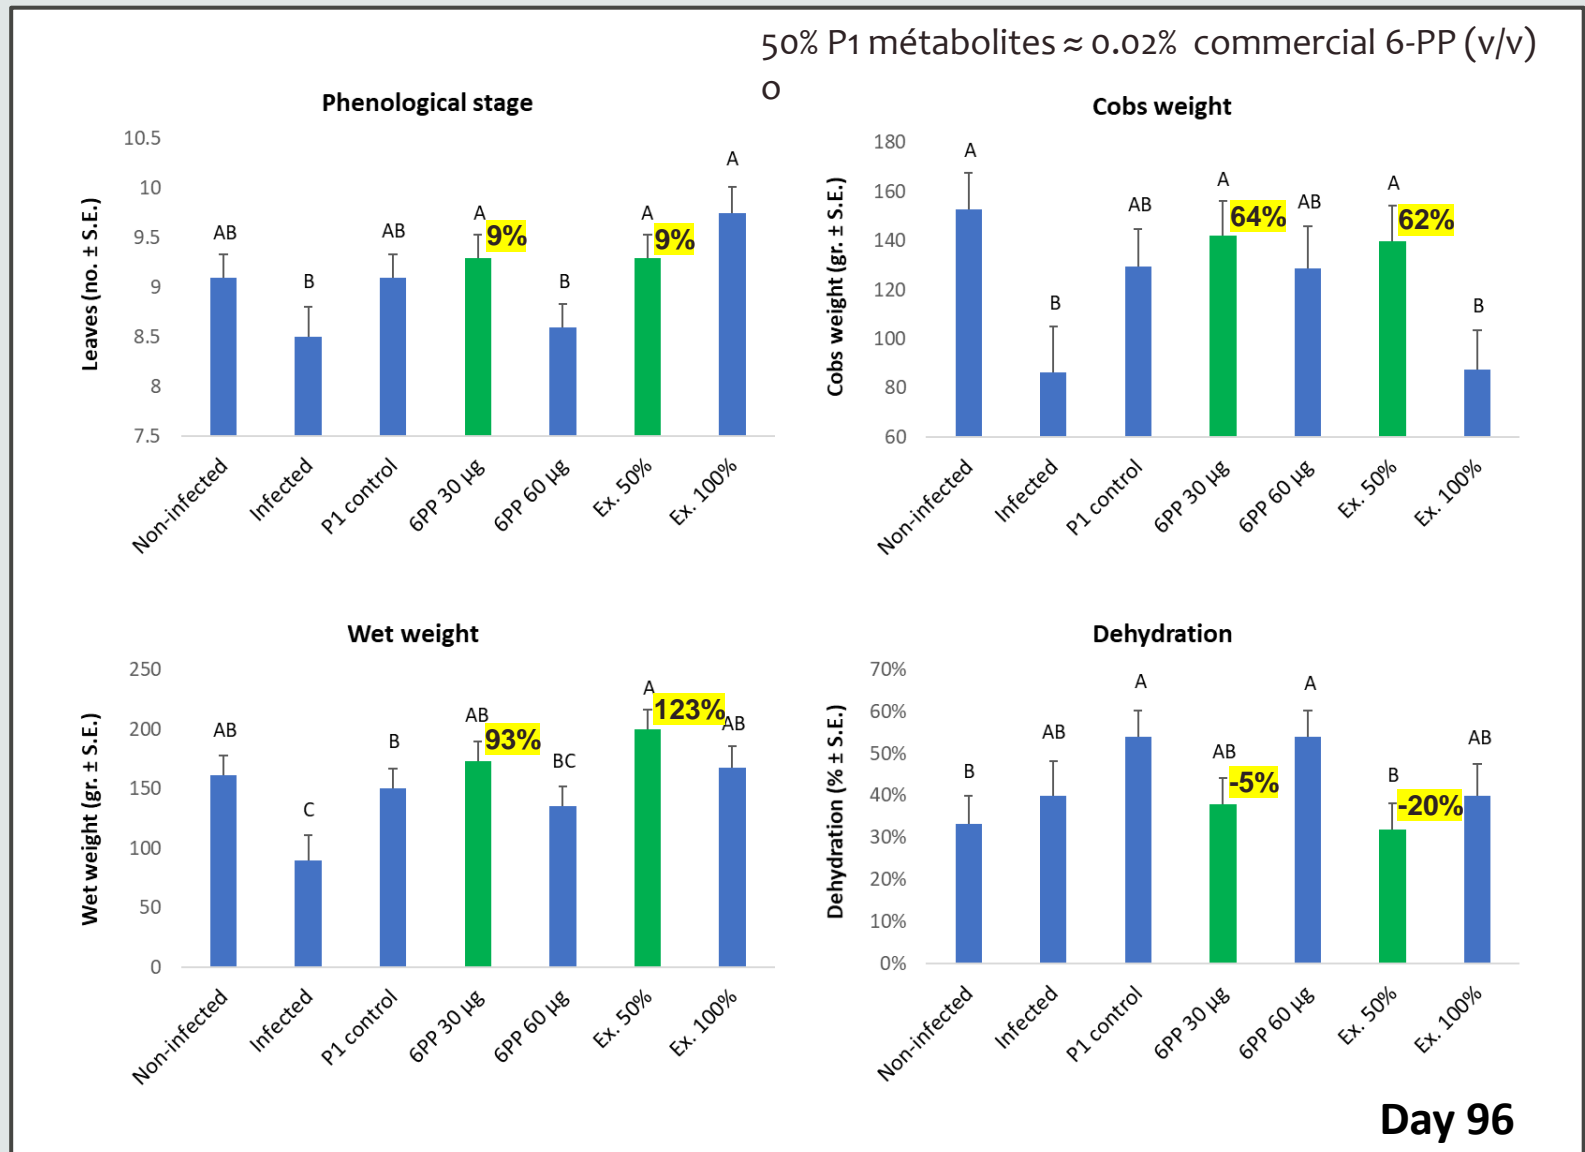 50% P1 métabolites ≈ 0.02% commercial 6-PP (v/v)
o
Phenological stage
Leaves (no. ± S.E.)
10.5
10
9.5
9
8.5
8
7.5
AB
B
AB
A
9%
B
A
9%
A
Non-infected
Infected
P1 control
6PP 30 µg
6PP 60 µg
Ex. 50%
Ex. 100%
Cobs weight
Cobs weight (gr. ± S.E.)
180
160
140
120
100
80
60
A
B
AB
A
64%
AB
A
62%
B
Non-infected
Infected
P1 control
6PP 30 µg
6PP 60 µg
Ex. 50%
Ex. 100%
Wet weight
Wet weight (gr. ± S.E.)
250
200
150
100
50
0
AB
C
B
AB
93%
BC
A
123%
AB
Non-infected
Infected
P1 control
6PP 30 µg
6PP 60 µg
Ex. 50%
Ex. 100%
Dehydration
Dehydration (% ± S.E.)
70%
60%
50%
40%
30%
20%
10%
0%
B
AB
A
AB
-5%
A
B
-20%
AB
Non-infected
Infected
P1 control
6PP 30 µg
6PP 60 µg
Ex. 50%
Ex. 100%
Day 96